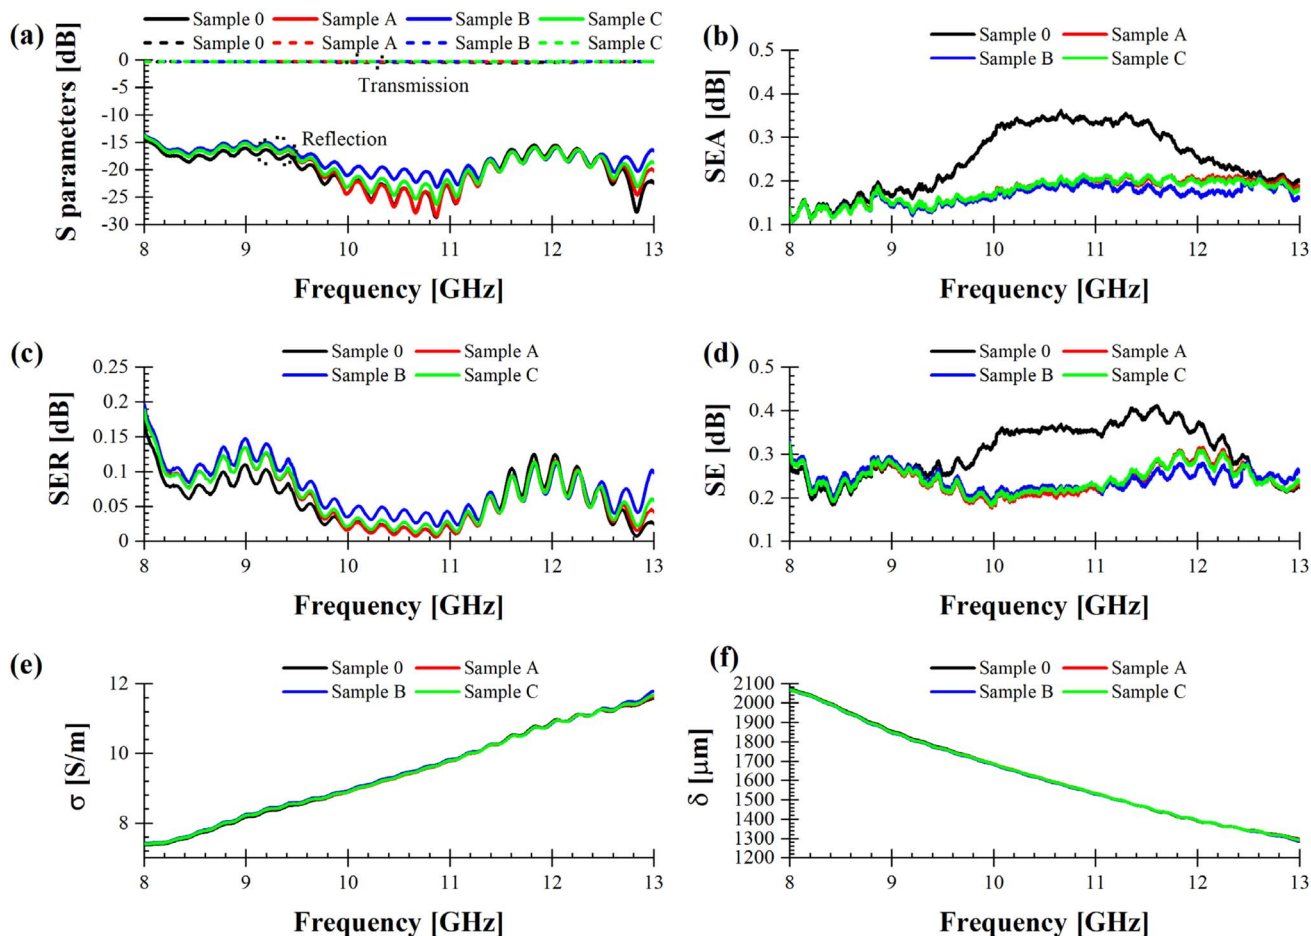 (a)
Sample 0 Sample A Sample B Sample C
Sample 0 Sample A Sample B Sample C
S parameters [dB]
0
-5
-10
-15
-20
-25
-30
Transmission
Reflection
8 9 10 11 12 13
Frequency [GHz]
(b)
Sample 0 Sample A
Sample B Sample C
SEA [dB]
0.5
0.4
0.3
0.2
0.1
8 9 10 11 12 13
Frequency [GHz]
(c)
Sample 0 Sample A
Sample B Sample C
SER [dB]
0.25
0.2
0.15
0.1
0.05
0
8 9 10 11 12 13
Frequency [GHz]
(d)
Sample 0 Sample A
Sample B Sample C
SE [dB]
0.5
0.4
0.3
0.2
0.1
8 9 10 11 12 13
Frequency [GHz]
(e)
Sample 0 Sample A
Sample B Sample C
σ [S/m]
12
10
8
8 9 10 11 12 13
Frequency [GHz]
(f)
Sample 0 Sample A
Sample B Sample C
δ [μm]
2100
2000
1900
1800
1700
1600
1500
1400
1300
1200
8 9 10 11 12 13
Frequency [GHz]